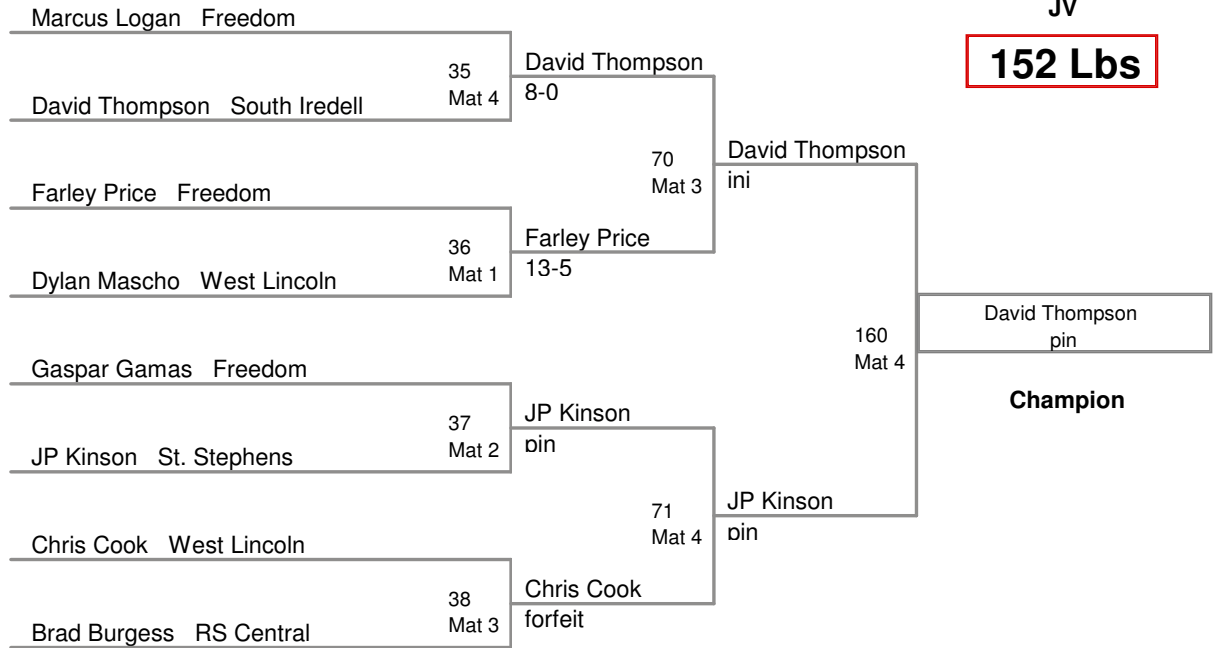 JV
152 Lbs
Marcus Logan Freedom
35
Mat 4
David Thompson
8-0
David Thompson South Iredell
70
Mat 3
David Thompson
ini
Farley Price Freedom
36
Mat 1
Farley Price
13-5
Dylan Mascho West Lincoln
160
Mat 4
David Thompson
pin
Champion
Gaspar Gamas Freedom
37
Mat 2
JP Kinson
pin
JP Kinson St. Stephens
71
Mat 4
JP Kinson
pin
Chris Cook West Lincoln
38
Mat 3
Chris Cook
forfeit
Brad Burgess RS Central